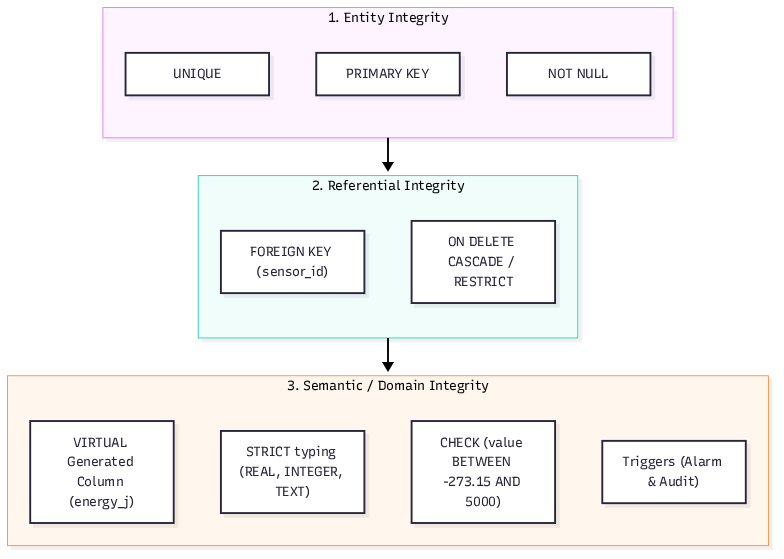 1. Entity Integrity
UNIQUE
PRIMARY KEY
NOT NULL
2. Referential Integrity
FOREIGN KEY
(sensor_id)
ON DELETE
CASCADE /
RESTRICT
3. Semantic / Domain Integrity
VIRTUAL
Generated
Column
(energy_j)
STRICT typing
(REAL, INTEGER,
TEXT)
CHECK (value
BETWEEN
-273.15 AND
5000)
Triggers (Alarm
& Audit)